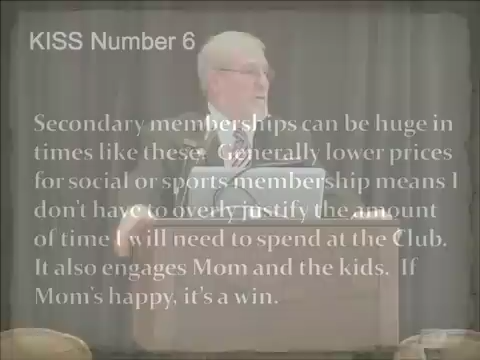 KISS Number 6
Secondary memberships can be huge in
times like these. Generally lower prices
for social or sports membership means I
don't have to overly justify the amount
of time I will need to spend at the Club.
It also engages Mom and the kids. If
Mom's happy, it's a win.